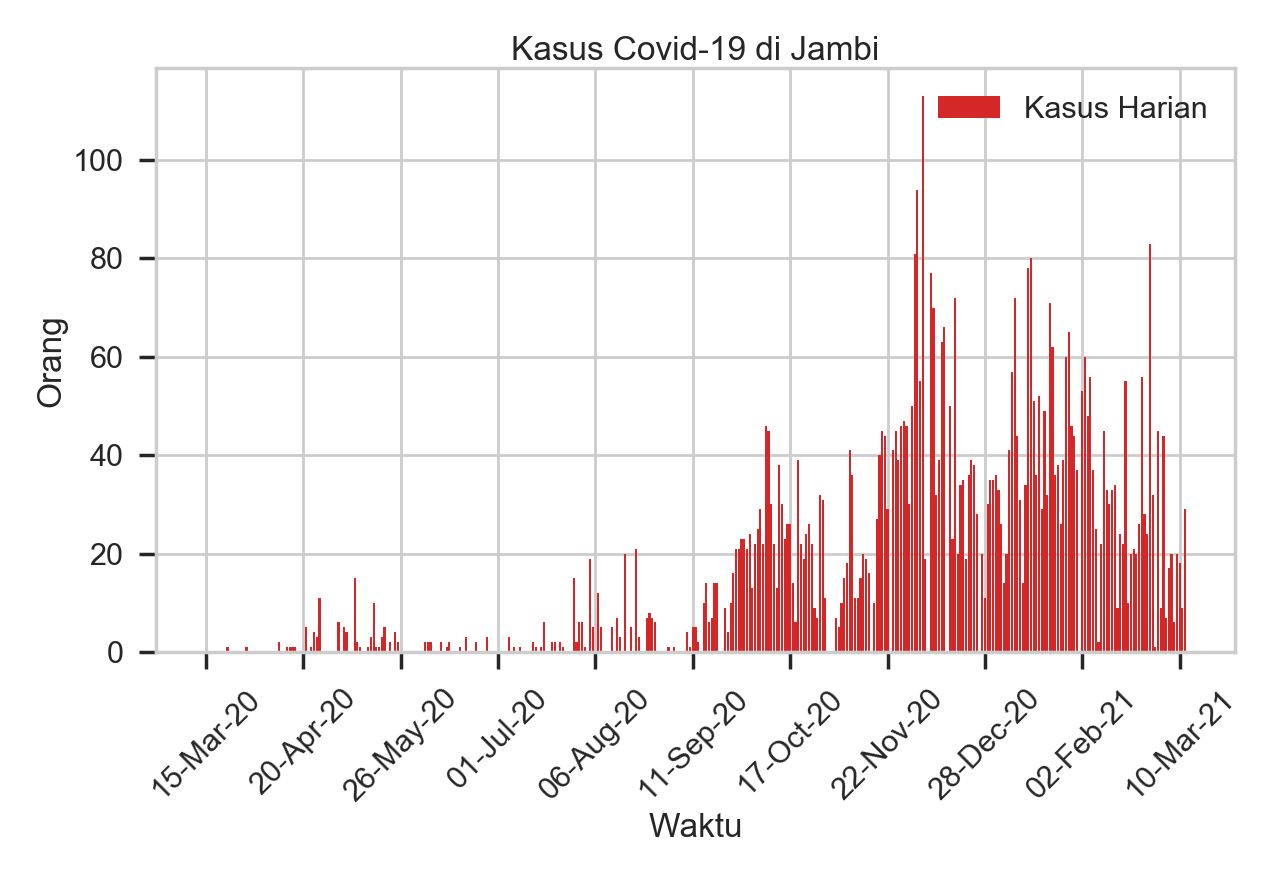 Kasus Covid-19 di Jambi
Kasus Harian
100
80
60
40
20
0
Orang
15-Mar-20
20-Apr-20
26-May-20
01-Jul-20
06-Aug-20
11-Sep-20
17-Oct-20
22-Nov-20
28-Dec-20
02-Feb-21
10-Mar-21
Waktu